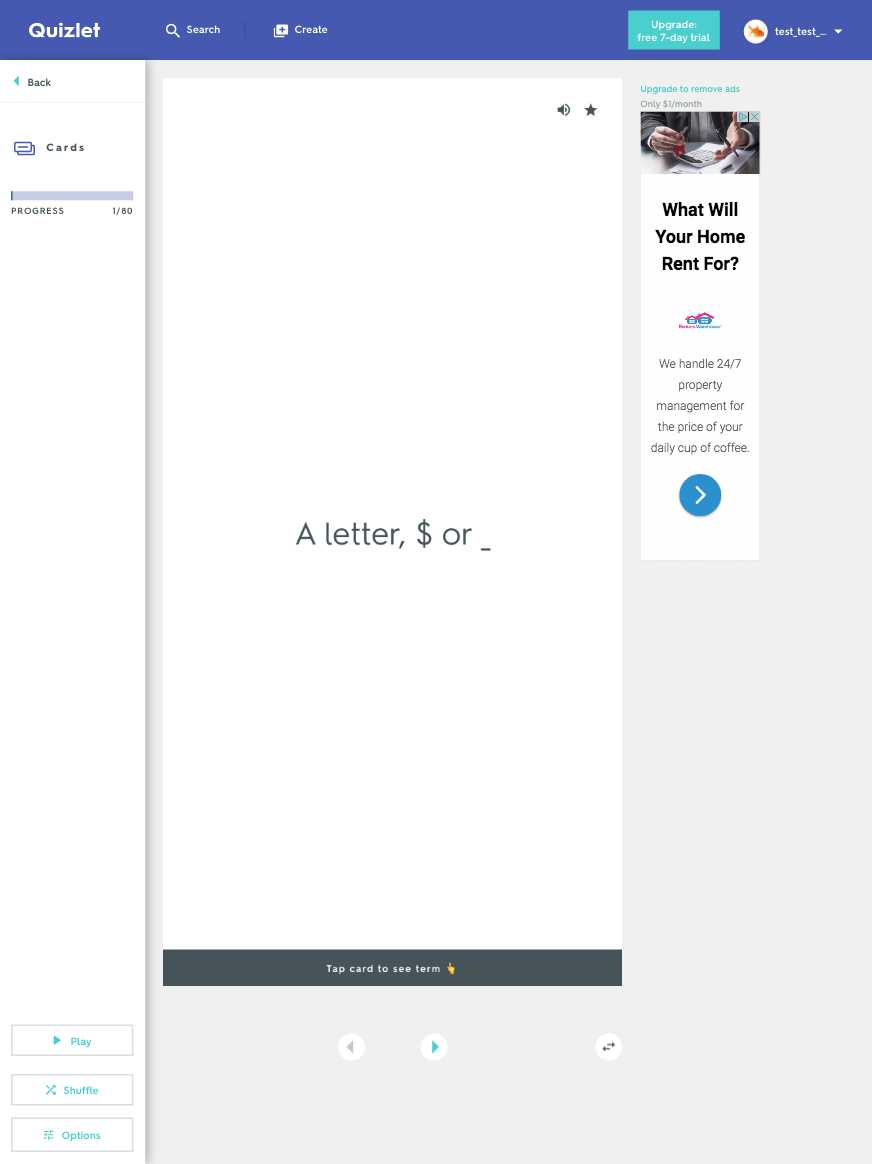 Quizlet
Search
Create
Upgrade:
free 7-day trial
test_test_...
Back
Cards
PROGRESS 1/80
Play
Shuffle
Options
A letter, $ or _
Tap card to see term 👆
Upgrade to remove ads
Only $1/month
What Will
Your Home
Rent For?
Renters Warehouse
We handle 24/7
property
management for
the price of your
daily cup of coffee.